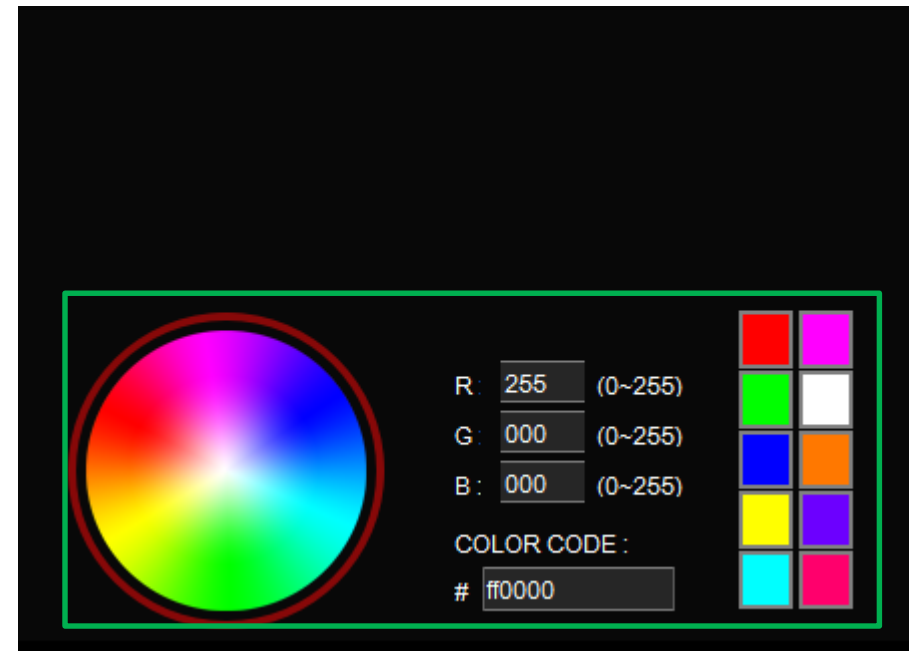 R : 255 (0~255)
G : 000 (0~255)
B : 000 (0~255)
COLOR CODE :
# ff0000